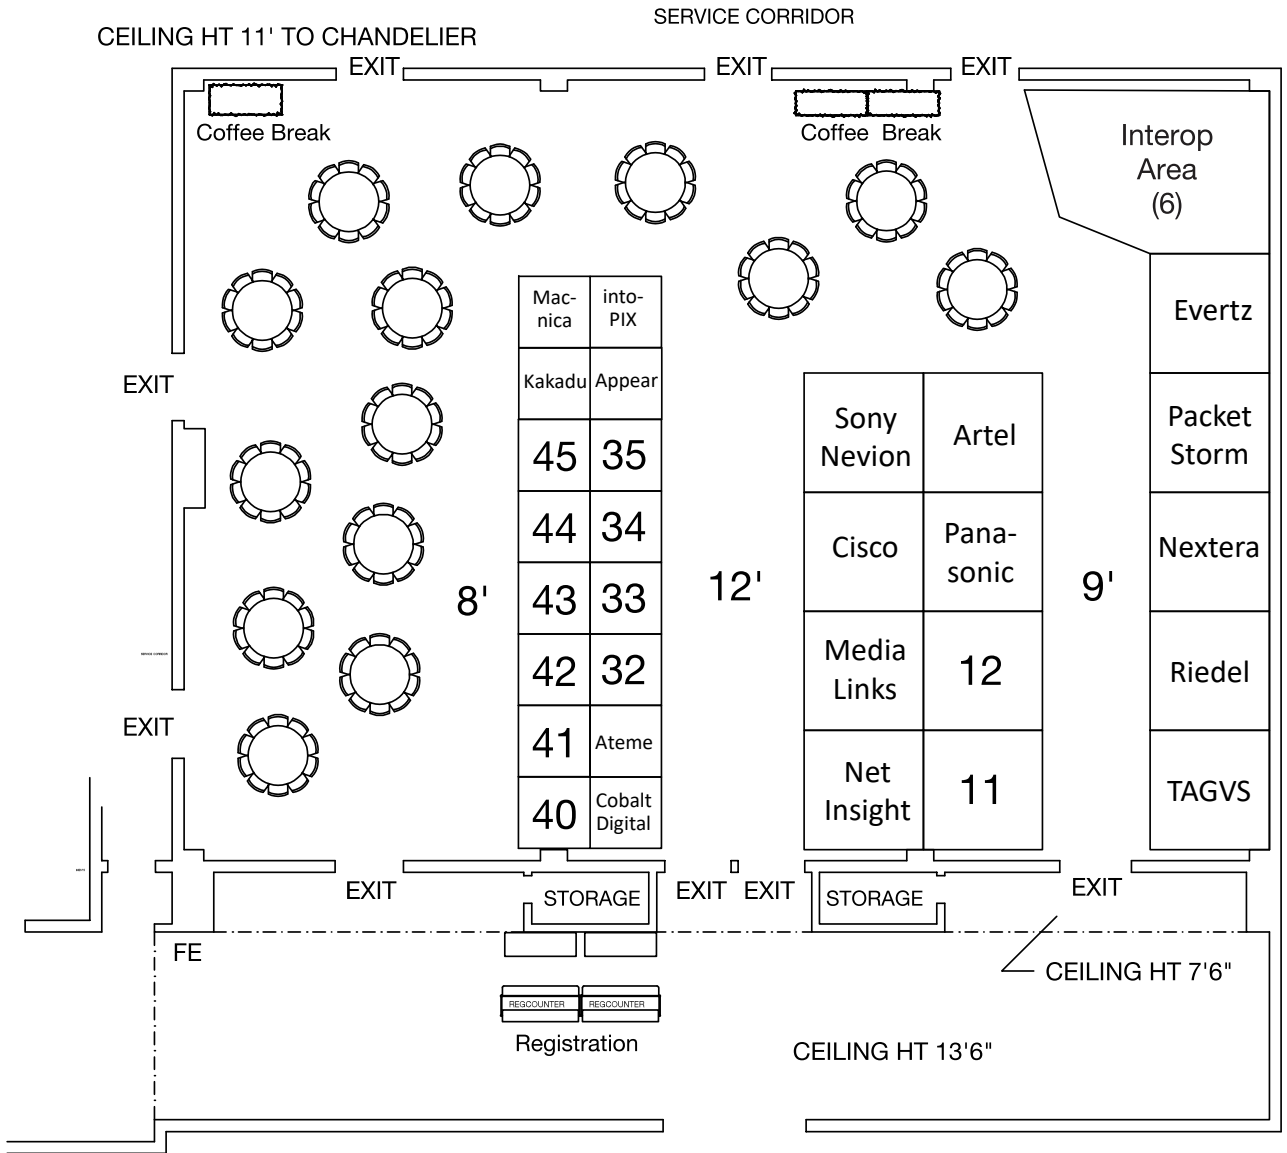 SERVICE CORRIDOR
CEILING HT 11' TO CHANDELIER
EXIT
EXIT
EXIT
Coffee Break
Coffee Break
Interop
Area
(6)
Mac-
nica
into-
PIX
Evertz
EXIT
Kakadu
Appear
Sony
Nevion
Artel
Packet
Storm
45
35
44
34
Cisco
Pana-
sonic
Nextera
8'
43
33
12'
9'
SERVICE CORRIDOR
42
32
Media
Links
12
Riedel
EXIT
41
Ateme
40
Cobalt
Digital
Net
Insight
11
TAGVS
EXIT
STORAGE
EXIT
EXIT
STORAGE
EXIT
FE
CEILING HT 7'6"
REGCOUNTER
REGCOUNTER
Registration
CEILING HT 13'6"